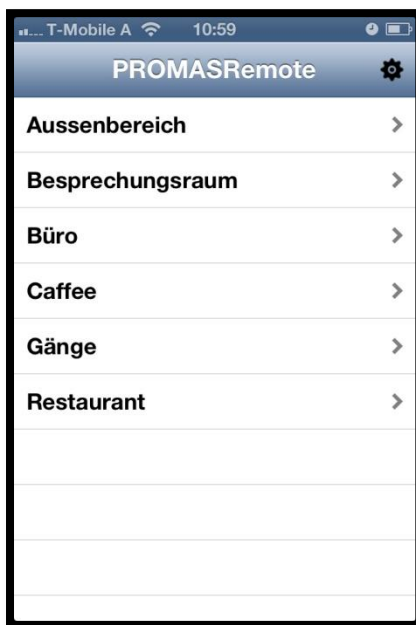 T-Mobile A 10:59
PROMASRemote
Aussenbereich
Besprechungsraum
Büro
Caffee
Gänge
Restaurant